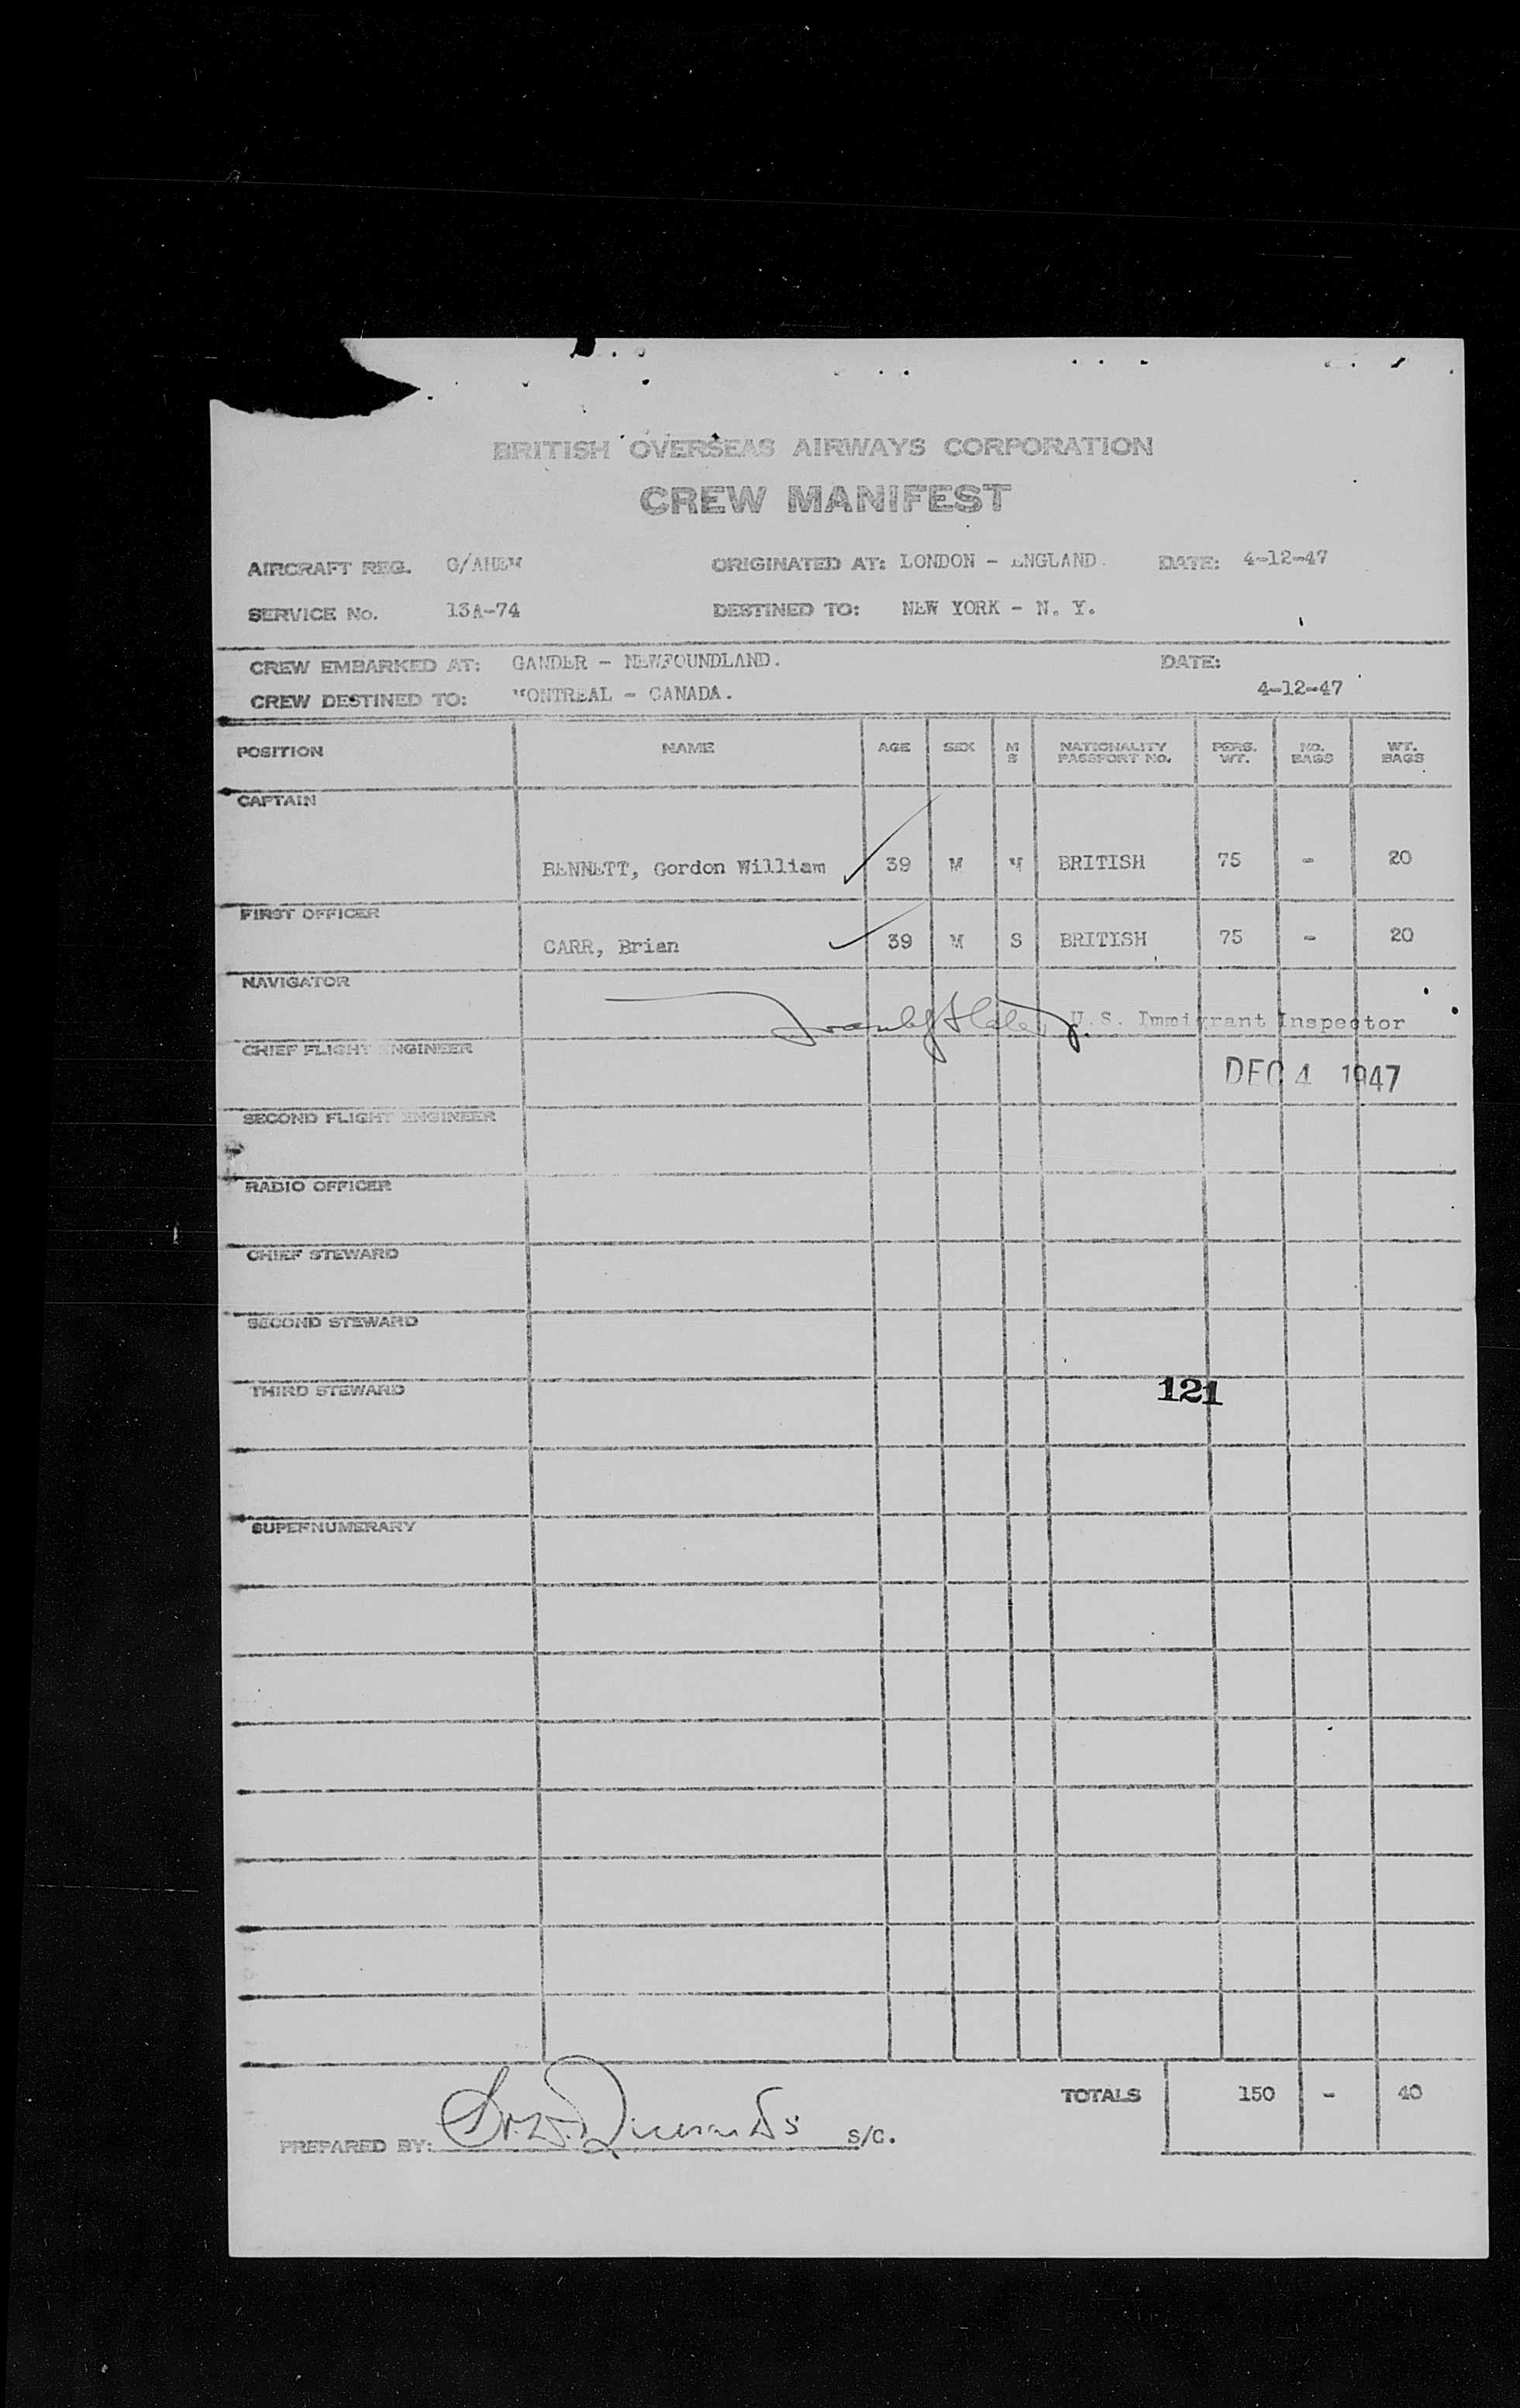 BRITISH OVERSEAS AIRWAYS CORPORATION
CREW MANIFEST
AIRCRAFT REG. G/AHEM ORIGINATED AT: LONDON - ENGLAND. DATE: 4-12-47
SERVICE No. 13A-74 DESTINED TO: NEW YORK - N. Y.
CREW EMBARKED AT: GANDER - NEWFOUNDLAND. DATE:
CREW DESTINED TO: MONTREAL - CANADA. 4-12-47
POSITION NAME AGE SEX M S NATIONALITY PASSPORT NO. PERS. WT. NO. BAGS WT. BAGS
CAPTAIN
BENNETT, Gordon William 39 M M BRITISH 75 - 20
FIRST OFFICER
CARR, Brian 39 M S BRITISH 75 - 20
NAVIGATOR
U.S. Immigrant Inspector
CHIEF FLIGHT ENGINEER
DEC 4 1947
SECOND FLIGHT ENGINEER
RADIO OFFICER
CHIEF STEWARD
SECOND STEWARD
THIRD STEWARD
121
SUPERNUMERARY
TOTALS 150 - 40
PREPARED BY: S/C.